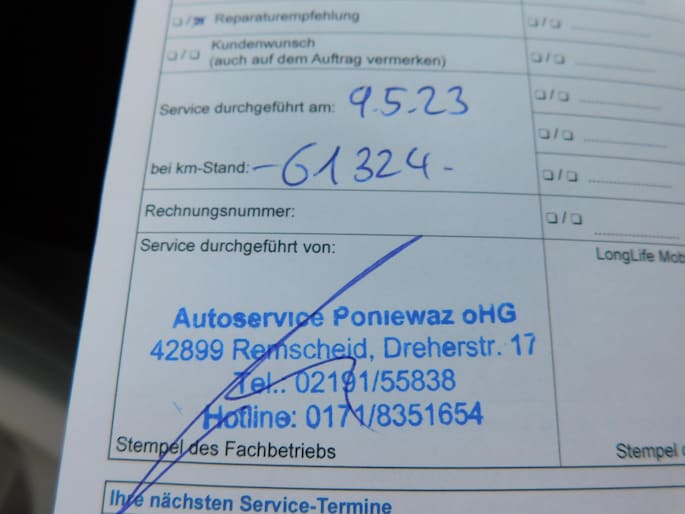 Reparaturempfehlung
Kundenwunsch
(auch auf dem Auftrag vermerken)
Service durchgeführt am: 9.5.23
bei km-Stand: -61324-
Rechnungsnummer:
Service durchgeführt von:
LongLife Mob
Autoservice Poniewaz oHG
42899 Remscheid, Dreherstr. 17
Tel.: 02191/55838
Hotline: 0171/8351654
Stempel des Fachbetriebs
Stempel d
Ihre nächsten Service-Termine